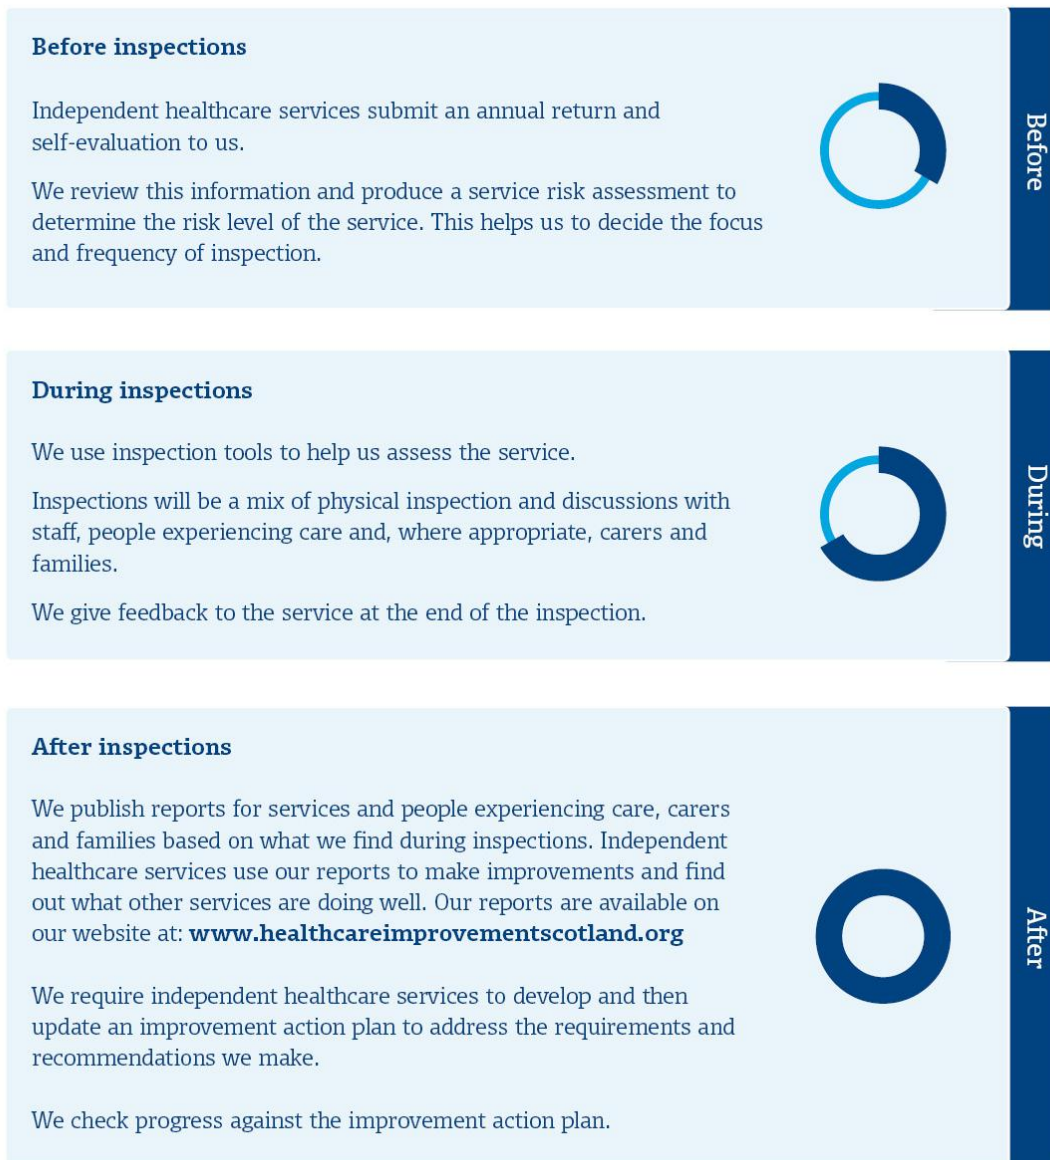 Before inspections
Independent healthcare services submit an annual return and
self-evaluation to us.
We review this information and produce a service risk assessment to
determine the risk level of the service. This helps us to decide the focus
and frequency of inspection.
Before
During inspections
We use inspection tools to help us assess the service.
Inspections will be a mix of physical inspection and discussions with
staff, people experiencing care and, where appropriate, carers and
families.
We give feedback to the service at the end of the inspection.
During
After inspections
We publish reports for services and people experiencing care, carers
and families based on what we find during inspections. Independent
healthcare services use our reports to make improvements and find
out what other services are doing well. Our reports are available on
our website at: www.healthcareimprovementscotland.org
We require independent healthcare services to develop and then
update an improvement action plan to address the requirements and
recommendations we make.
We check progress against the improvement action plan.
After